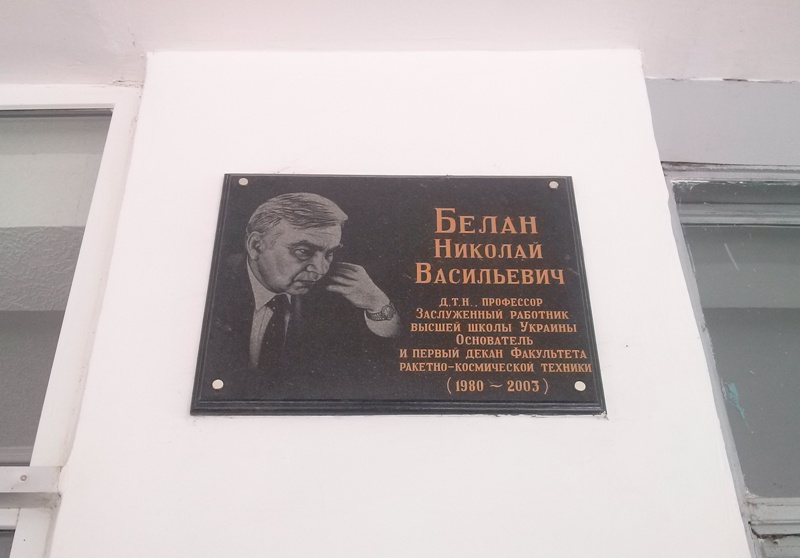 БЕЛАН
НИКОЛАЙ
ВАСИЛЬЕВИЧ
Д.Т.Н., ПРОФЕССОР
ЗАСЛУЖЕННЫЙ РАБОТНИК
ВЫСШЕЙ ШКОЛЫ УКРАИНЫ
ОСНОВАТЕЛЬ
И ПЕРВЫЙ ДЕКАН ФАКУЛЬТЕТА
РАКЕТНО-КОСМИЧЕСКОЙ ТЕХНИКИ
(1980 – 2003)